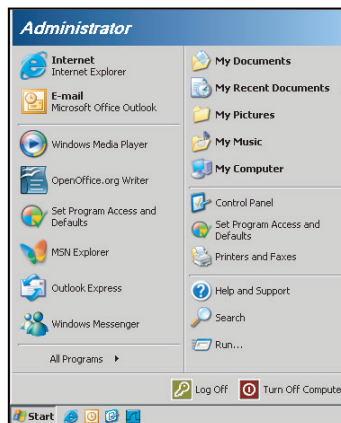 Administrator
Internet
Internet Explorer
E-mail
Microsoft Office Outlook
Windows Media Player
OpenOffice.org Writer
Set Program Access and
Defaults
MSN Explorer
Outlook Express
Windows Messenger
All Programs
My Documents
My Recent Documents
My Pictures
My Music
My Computer
Control Panel
Set Program Access and
Defaults
Printers and Faxes
Help and Support
Search
Run...
Log Off
Turn Off Compute
Start